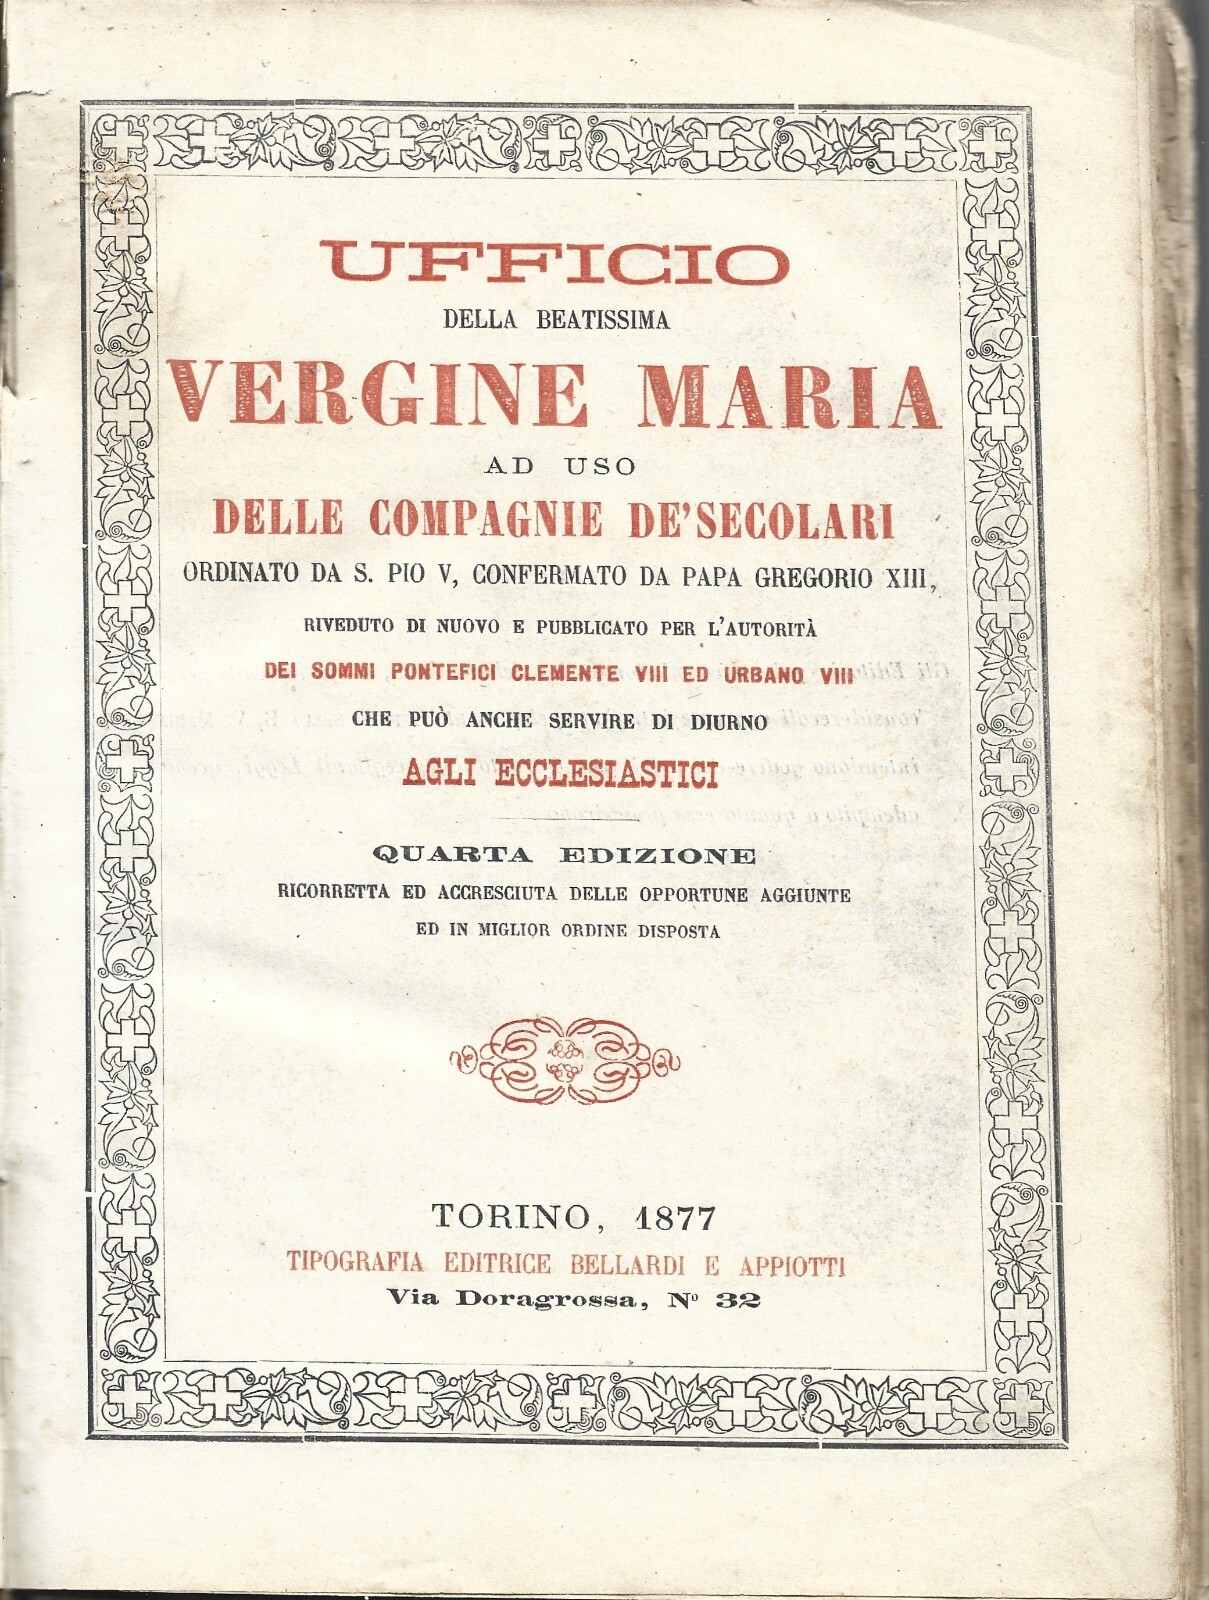 UFFICIO
DELLA BEATISSIMA
VERGINE MARIA
AD USO
DELLE COMPAGNIE DE' SECOLARI
ORDINATO DA S. PIO V, CONFERMATO DA PAPA GREGORIO XIII,
RIVEDUTO DI NUOVO E PUBBLICATO PER L'AUTORITÀ
DEI SOMMI PONTEFICI CLEMENTE VIII ED URBANO VIII
CHE PUÒ ANCHE SERVIRE DI DIURNO
AGLI ECCLESIASTICI
QUARTA EDIZIONE
RICORRETTA ED ACCRESCIUTA DELLE OPPORTUNE AGGIUNTE
ED IN MIGLIOR ORDINE DISPOSTA
TORINO, 1877
TIPOGRAFIA EDITRICE BELLARDI E APPIOTTI
Via Doragrossa, Nº 32